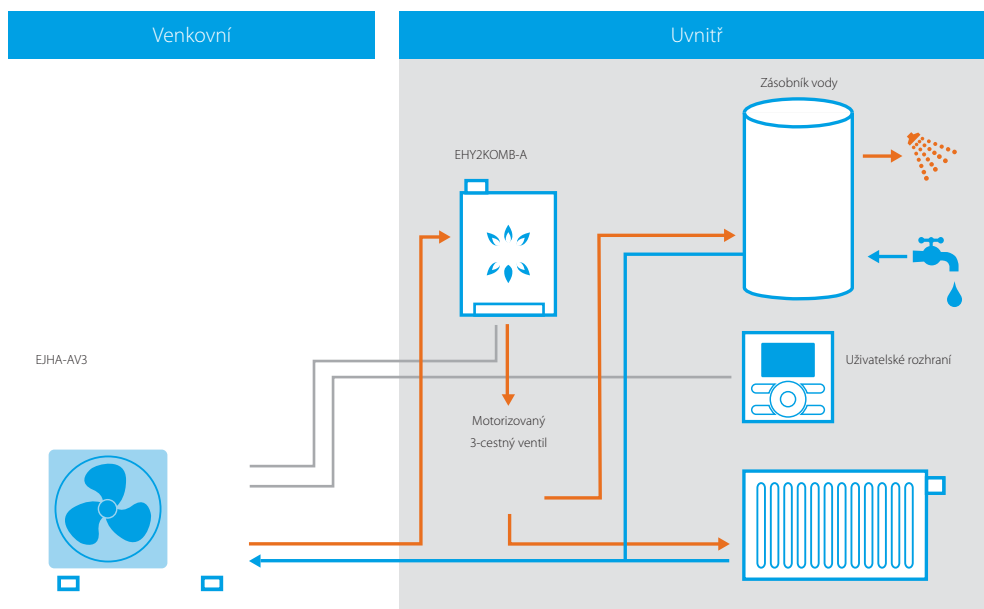 Venkovní
Uvnitř
Zásobník vody
EHY2KOMB-A
EJHA-AV3
Uživatelské rozhraní
Motorizovaný
3-cestný ventil